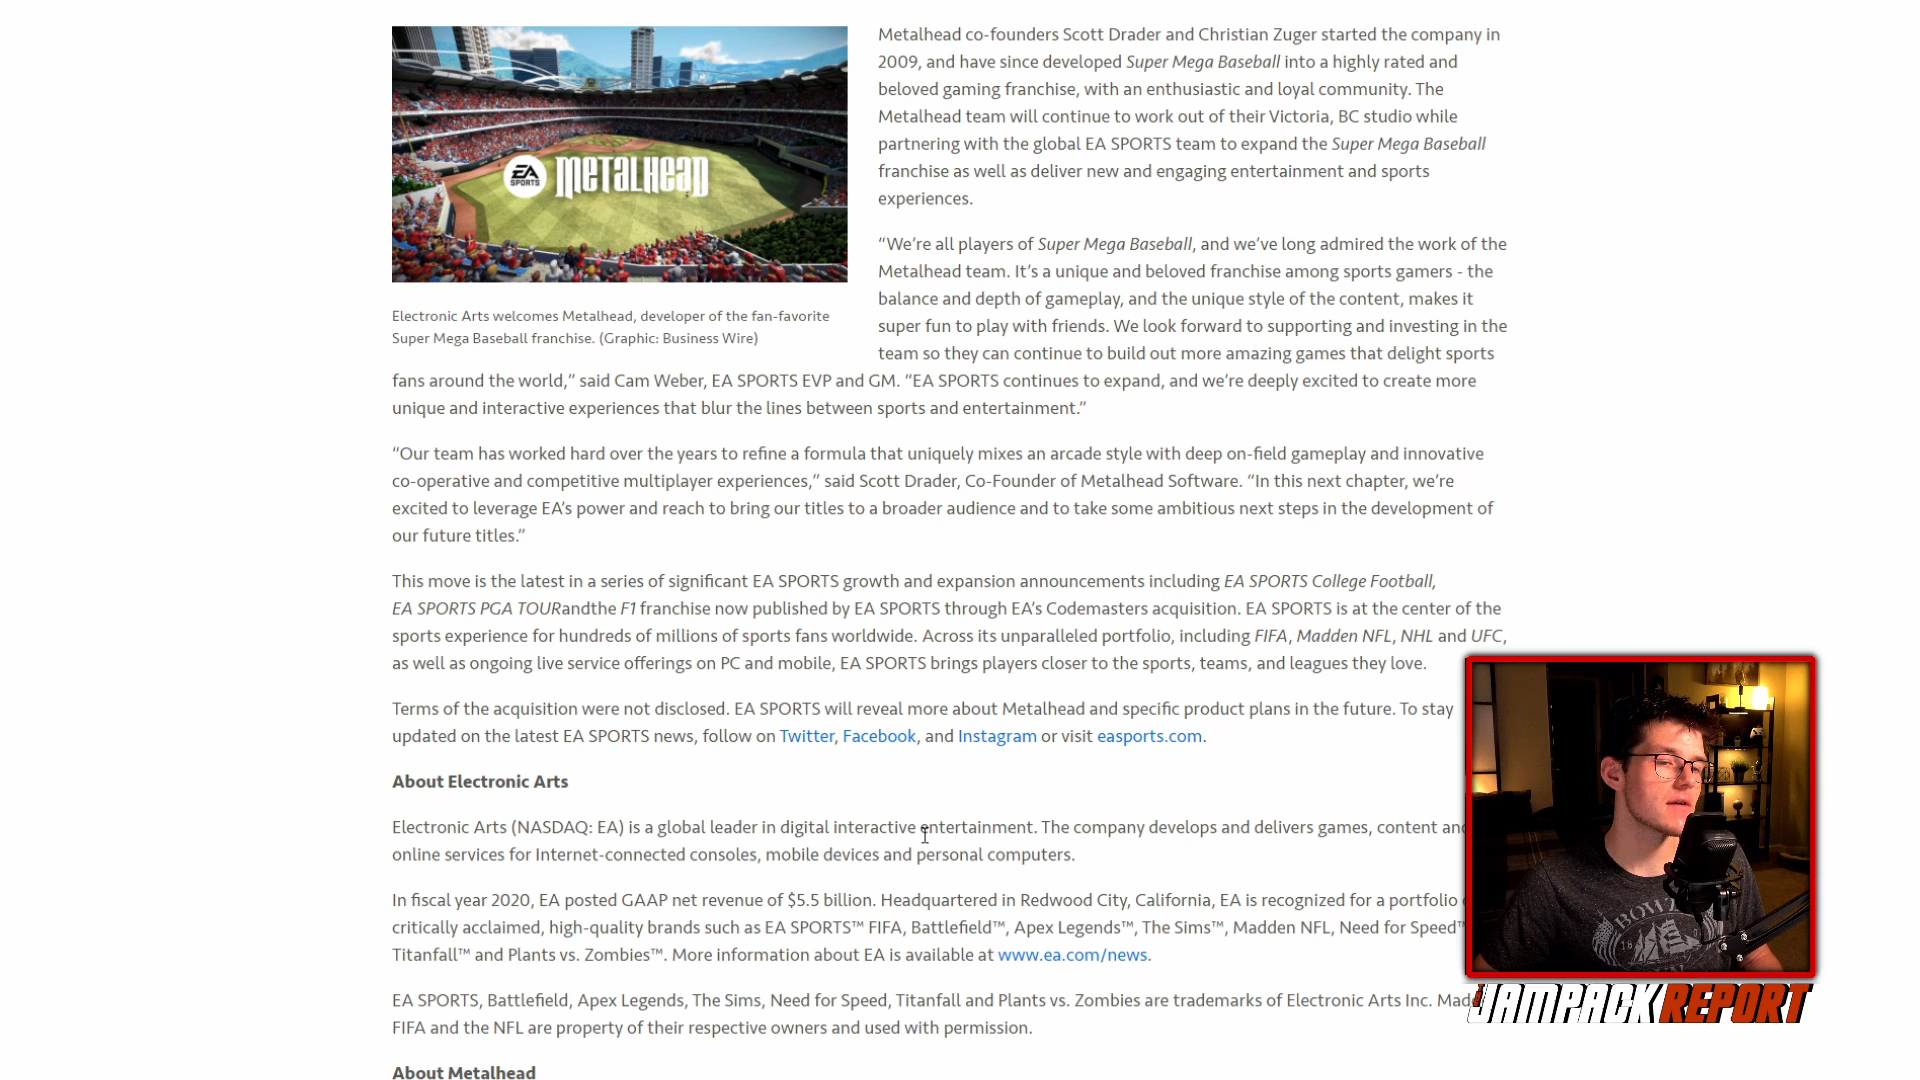 Metalhead co-founders Scott Drader and Christian Zuger started the company in
2009, and have since developed Super Mega Baseball into a highly rated and
beloved gaming franchise, with an enthusiastic and loyal community. The
Metalhead team will continue to work out of their Victoria, BC studio while
partnering with the global EA SPORTS team to expand the Super Mega Baseball
franchise as well as deliver new and engaging entertainment and sports
experiences.
EA SPORTS METALHEAD
Electronic Arts welcomes Metalhead, developer of the fan-favorite
Super Mega Baseball franchise. (Graphic: Business Wire)
“We’re all players of Super Mega Baseball, and we’ve long admired the work of the
Metalhead team. It’s a unique and beloved franchise among sports gamers - the
balance and depth of gameplay, and the unique style of the content, makes it
super fun to play with friends. We look forward to supporting and investing in the
team so they can continue to build out more amazing games that delight sports
fans around the world,” said Cam Weber, EA SPORTS EVP and GM. “EA SPORTS continues to expand, and we’re deeply excited to create more
unique and interactive experiences that blur the lines between sports and entertainment.”
“Our team has worked hard over the years to refine a formula that uniquely mixes an arcade style with deep on-field gameplay and innovative
co-operative and competitive multiplayer experiences,” said Scott Drader, Co-Founder of Metalhead Software. “In this next chapter, we’re
excited to leverage EA’s power and reach to bring our titles to a broader audience and to take some ambitious next steps in the development of
our future titles.”
This move is the latest in a series of significant EA SPORTS growth and expansion announcements including EA SPORTS College Football,
EA SPORTS PGA TOURandthe F1 franchise now published by EA SPORTS through EA’s Codemasters acquisition. EA SPORTS is at the center of the
sports experience for hundreds of millions of sports fans worldwide. Across its unparalleled portfolio, including FIFA, Madden NFL, NHL and UFC,
as well as ongoing live service offerings on PC and mobile, EA SPORTS brings players closer to the sports, teams, and leagues they love.
Terms of the acquisition were not disclosed. EA SPORTS will reveal more about Metalhead and specific product plans in the future. To stay
updated on the latest EA SPORTS news, follow on Twitter, Facebook, and Instagram or visit easports.com.
About Electronic Arts
Electronic Arts (NASDAQ: EA) is a global leader in digital interactive entertainment. The company develops and delivers games, content and
online services for Internet-connected consoles, mobile devices and personal computers.
In fiscal year 2020, EA posted GAAP net revenue of $5.5 billion. Headquartered in Redwood City, California, EA is recognized for a portfolio
critically acclaimed, high-quality brands such as EA SPORTS™ FIFA, Battlefield™, Apex Legends™, The Sims™, Madden NFL, Need for Speed™
Titanfall™ and Plants vs. Zombies™. More information about EA is available at www.ea.com/news.
EA SPORTS, Battlefield, Apex Legends, The Sims, Need for Speed, Titanfall and Plants vs. Zombies are trademarks of Electronic Arts Inc.
FIFA and the NFL are property of their respective owners and used with permission.
About Metalhead
JAMPACK REPORT